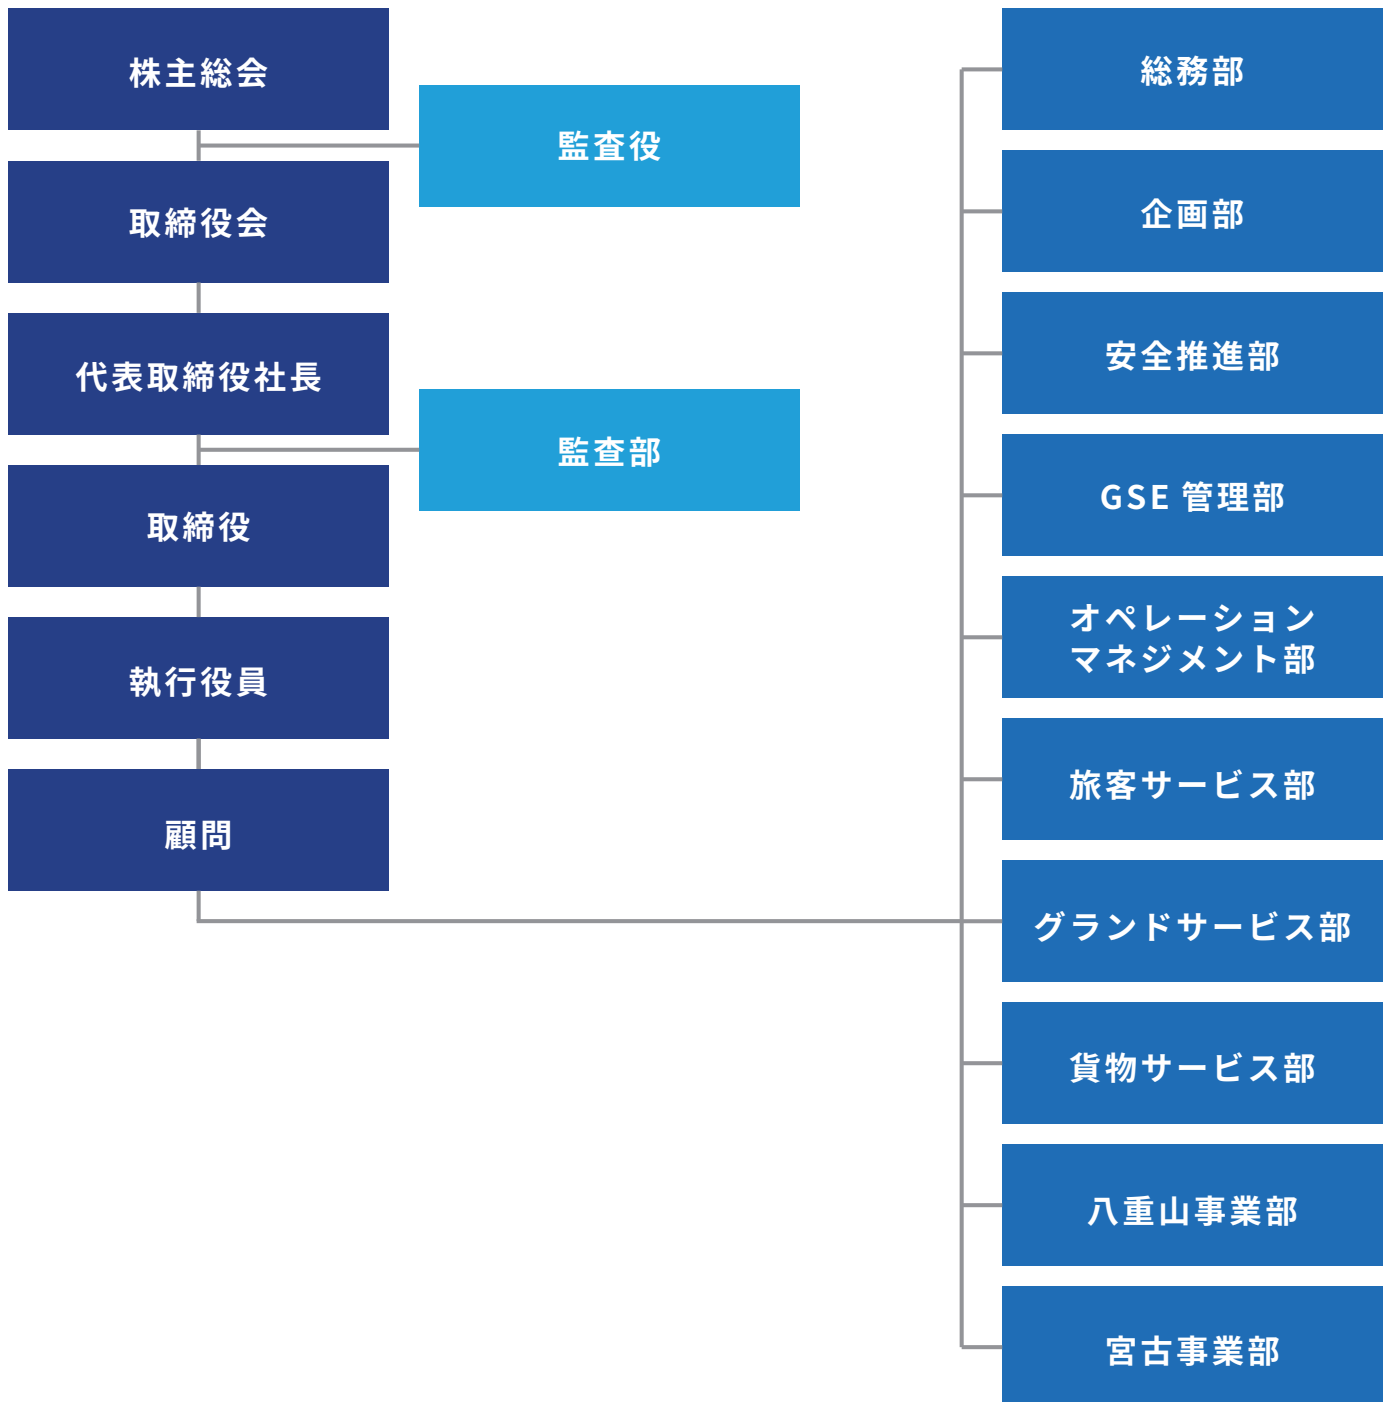 株主総会
監査役
取締役会
代表取締役社長
監査部
取締役
執行役員
顧問
総務部
企画部
安全推進部
GSE 管理部
オペレーション
マネジメント部
旅客サービス部
グランドサービス部
貨物サービス部
八重山事業部
宮古事業部